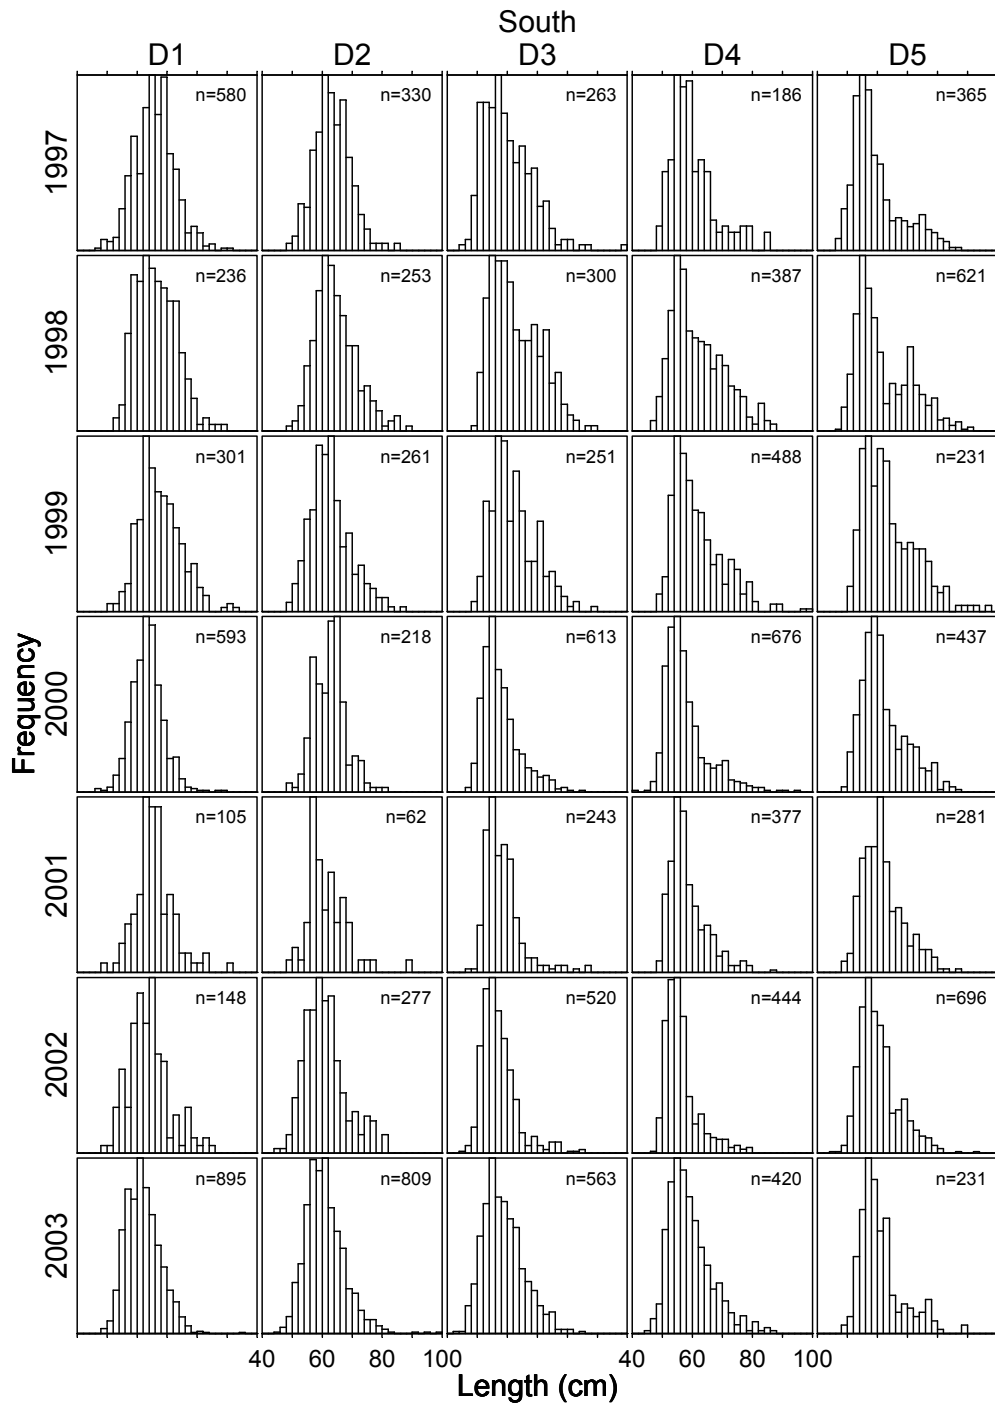 South
D1 D2 D3 D4 D5
1997 n=580 n=330 n=263 n=186 n=365
1998 n=236 n=253 n=300 n=387 n=621
1999 n=301 n=261 n=251 n=488 n=231
2000 n=593 n=218 n=613 n=676 n=437
2001 n=105 n=62 n=243 n=377 n=281
2002 n=148 n=277 n=520 n=444 n=696
2003 n=895 n=809 n=563 n=420 n=231
Frequency
40 60 80 100 40 60 80 100
Length (cm)